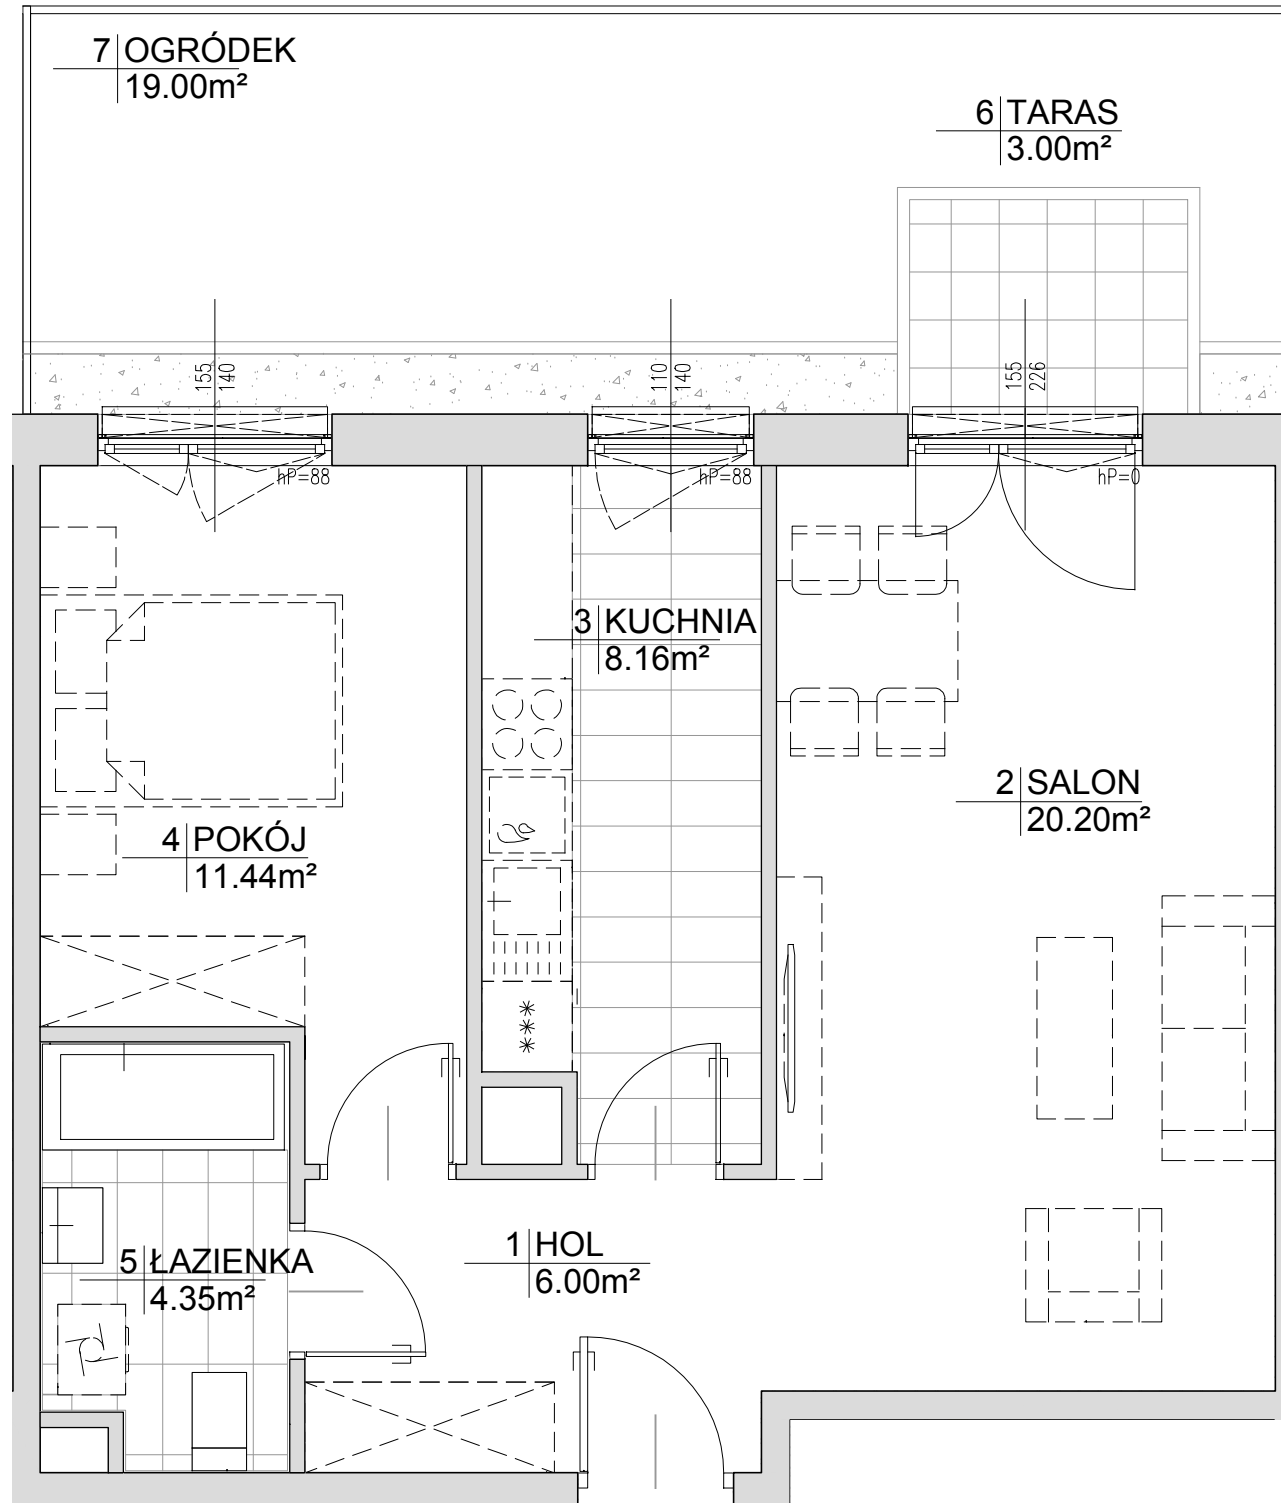 7 OGRÓDEK
19.00m²
6 TARAS
3.00m²
155
140
110
140
155
226
hP=88
hP=88
hP=0
3 KUCHNIA
8.16m²
2 SALON
20.20m²
4 POKÓJ
11.44m²
1 HOL
6.00m²
5 ŁAZIENKA
4.35m²